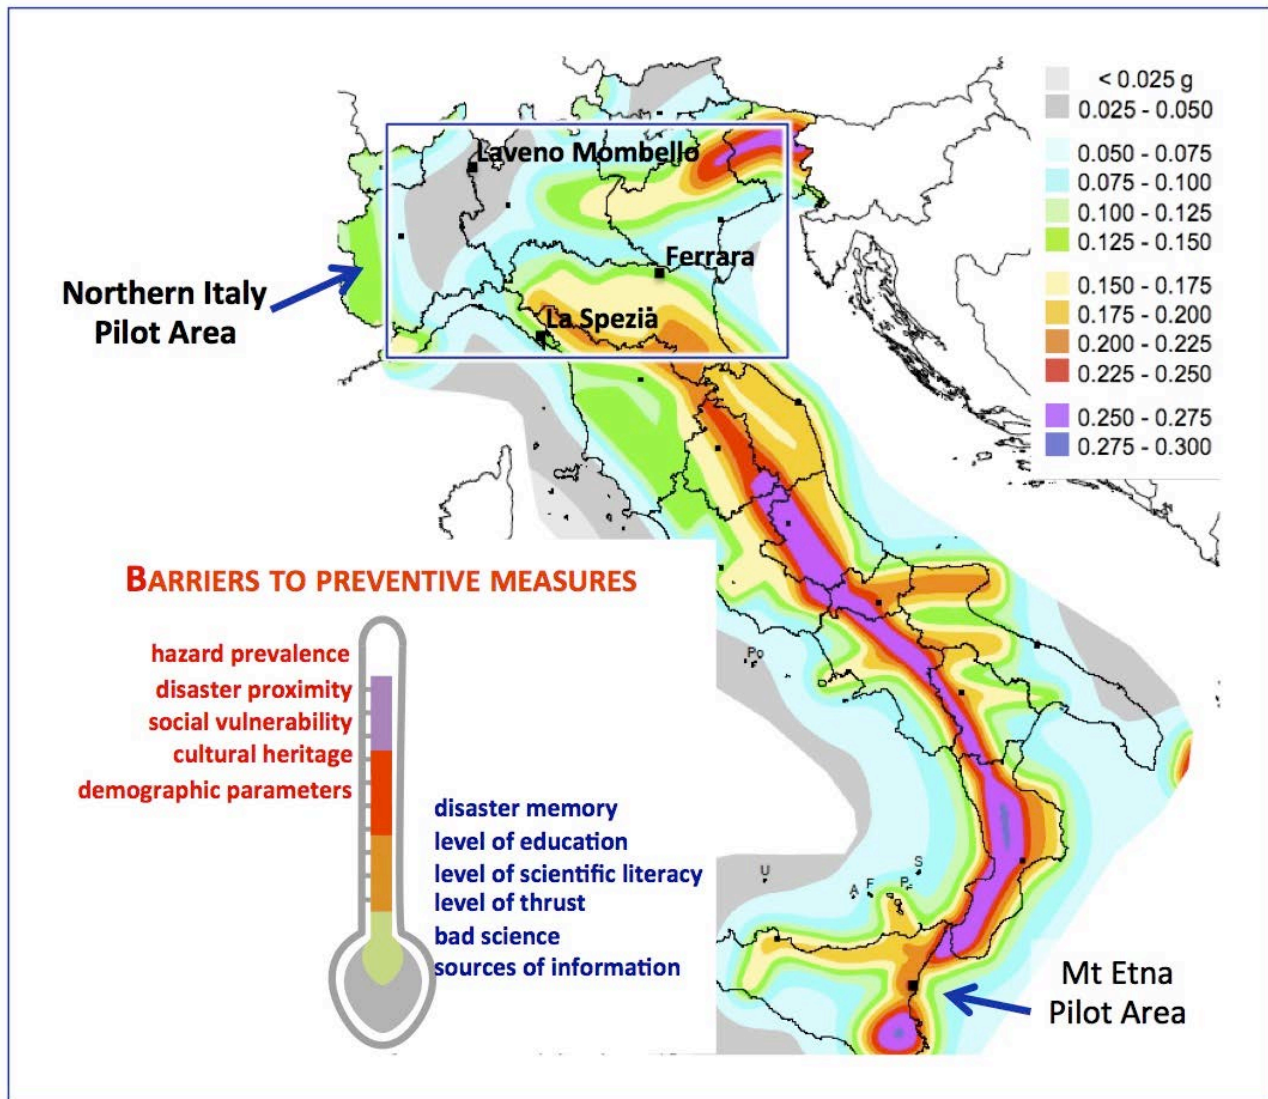 < 0.025 g
0.025 - 0.050
0.050 - 0.075
0.075 - 0.100
0.100 - 0.125
0.125 - 0.150
0.150 - 0.175
0.175 - 0.200
0.200 - 0.225
0.225 - 0.250
0.250 - 0.275
0.275 - 0.300
Laveno Mombello
Ferrara
La Spezia
Northern Italy
Pilot Area
BARRIERS TO PREVENTIVE MEASURES
hazard prevalence
disaster proximity
social vulnerability
cultural heritage
demographic parameters
disaster memory
level of education
level of scientific literacy
level of thrust
bad science
sources of information
Po
U
A
F
P
S
Mt Etna
Pilot Area